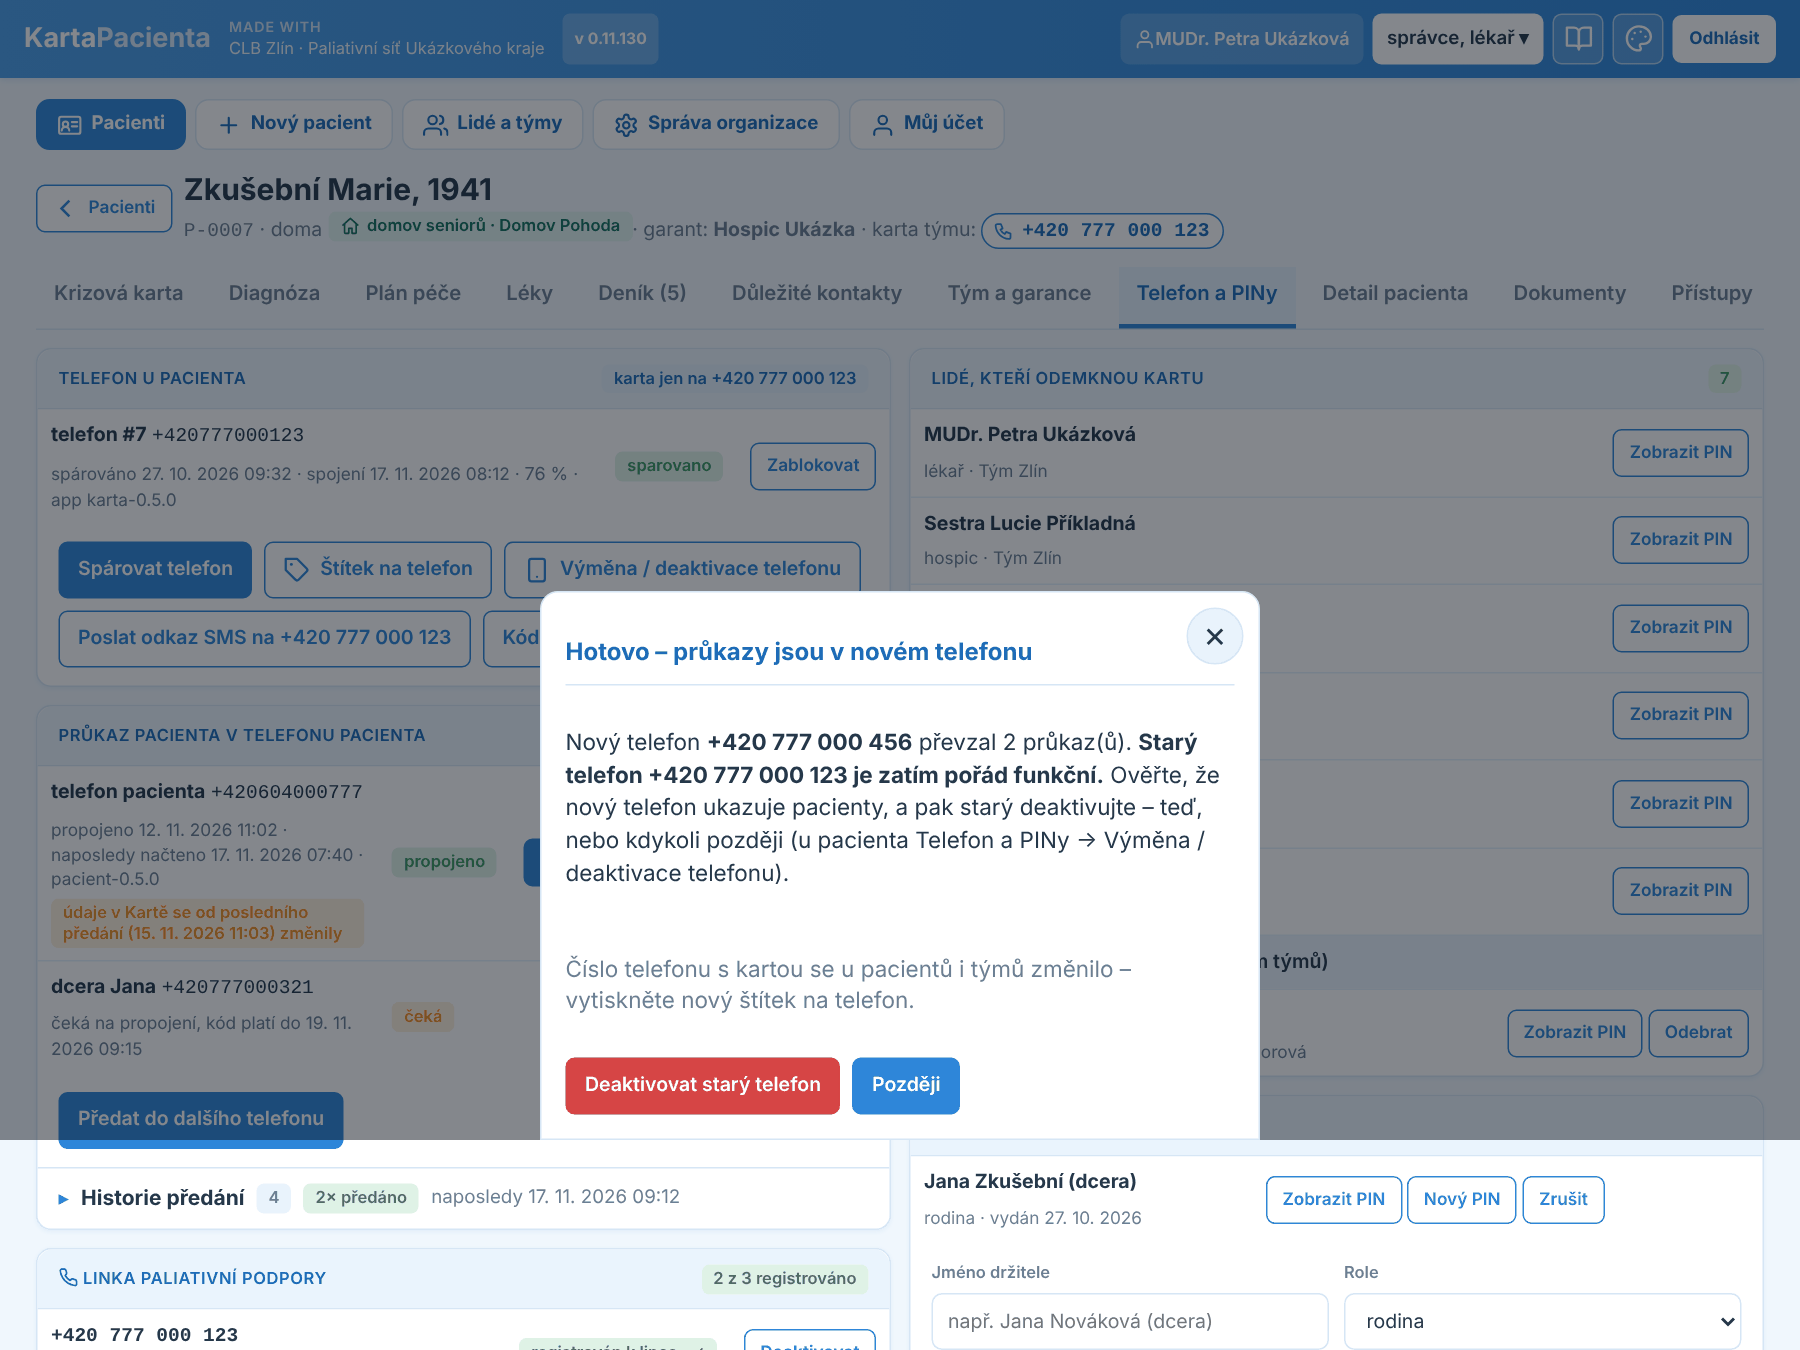 KartaPacienta
MADE WITH
CLB Zlín · Paliativní síť Ukázkového kraje
v 0.11.130
MUDr. Petra Ukázková
správce, lékař ▾
Odhlásit
Pacienti
Nový pacient
Lidé a týmy
Správa organizace
Můj účet
Pacienti
Zkušební Marie, 1941
P-0007 · doma domov seniorů · Domov Pohoda · garant: Hospic Ukázka · karta týmu: +420 777 000 123
Krizová karta
Diagnóza
Plán péče
Léky
Deník (5)
Důležité kontakty
Tým a garance
Telefon a PINy
Detail pacienta
Dokumenty
Přístupy
TELEFON U PACIENTA
karta jen na +420 777 000 123
telefon #7 +420777000123
spárováno 27. 10. 2026 09:32 · spojení 17. 11. 2026 08:12 · 76 % ·
app karta-0.5.0
sparovano
Zablokovat
Spárovat telefon
Štítek na telefon
Výměna / deaktivace telefonu
Poslat odkaz SMS na +420 777 000 123
Kód
PRŮKAZ PACIENTA V TELEFONU PACIENTA
telefon pacienta +420604000777
propojeno 12. 11. 2026 11:02 ·
naposledy načteno 17. 11. 2026 07:40 ·
pacient-0.5.0
propojeno
údaje v Kartě se od posledního
předání (15. 11. 2026 11:03) změnily
dcera Jana +420777000321
čeká na propojení, kód platí do 19. 11.
2026 09:15
čeká
Předat do dalšího telefonu
▸ Historie předání
4
2× předáno
naposledy 17. 11. 2026 09:12
LINKA PALIATIVNÍ PODPORY
2 z 3 registrováno
+420 777 000 123
LIDÉ, KTEŘÍ ODEMKNOU KARTU
7
MUDr. Petra Ukázková
lékař · Tým Zlín
Zobrazit PIN
Sestra Lucie Příkladná
hospic · Tým Zlín
Zobrazit PIN
Zobrazit PIN
Zobrazit PIN
Zobrazit PIN
Zobrazit PIN
týmů)
orová
Zobrazit PIN
Odebrat
Jana Zkušební (dcera)
rodina · vydán 27. 10. 2026
Zobrazit PIN
Nový PIN
Zrušit
Jméno držitele
Role
např. Jana Nováková (dcera)
rodina
Hotovo – průkazy jsou v novém telefonu
Nový telefon +420 777 000 456 převzal 2 průkaz(ů). Starý
telefon +420 777 000 123 je zatím pořád funkční. Ověřte, že
nový telefon ukazuje pacienty, a pak starý deaktivujte – teď,
nebo kdykoli později (u pacienta Telefon a PINy → Výměna /
deaktivace telefonu).
Číslo telefonu s kartou se u pacientů i týmů změnilo –
vytiskněte nový štítek na telefon.
Deaktivovat starý telefon
Později